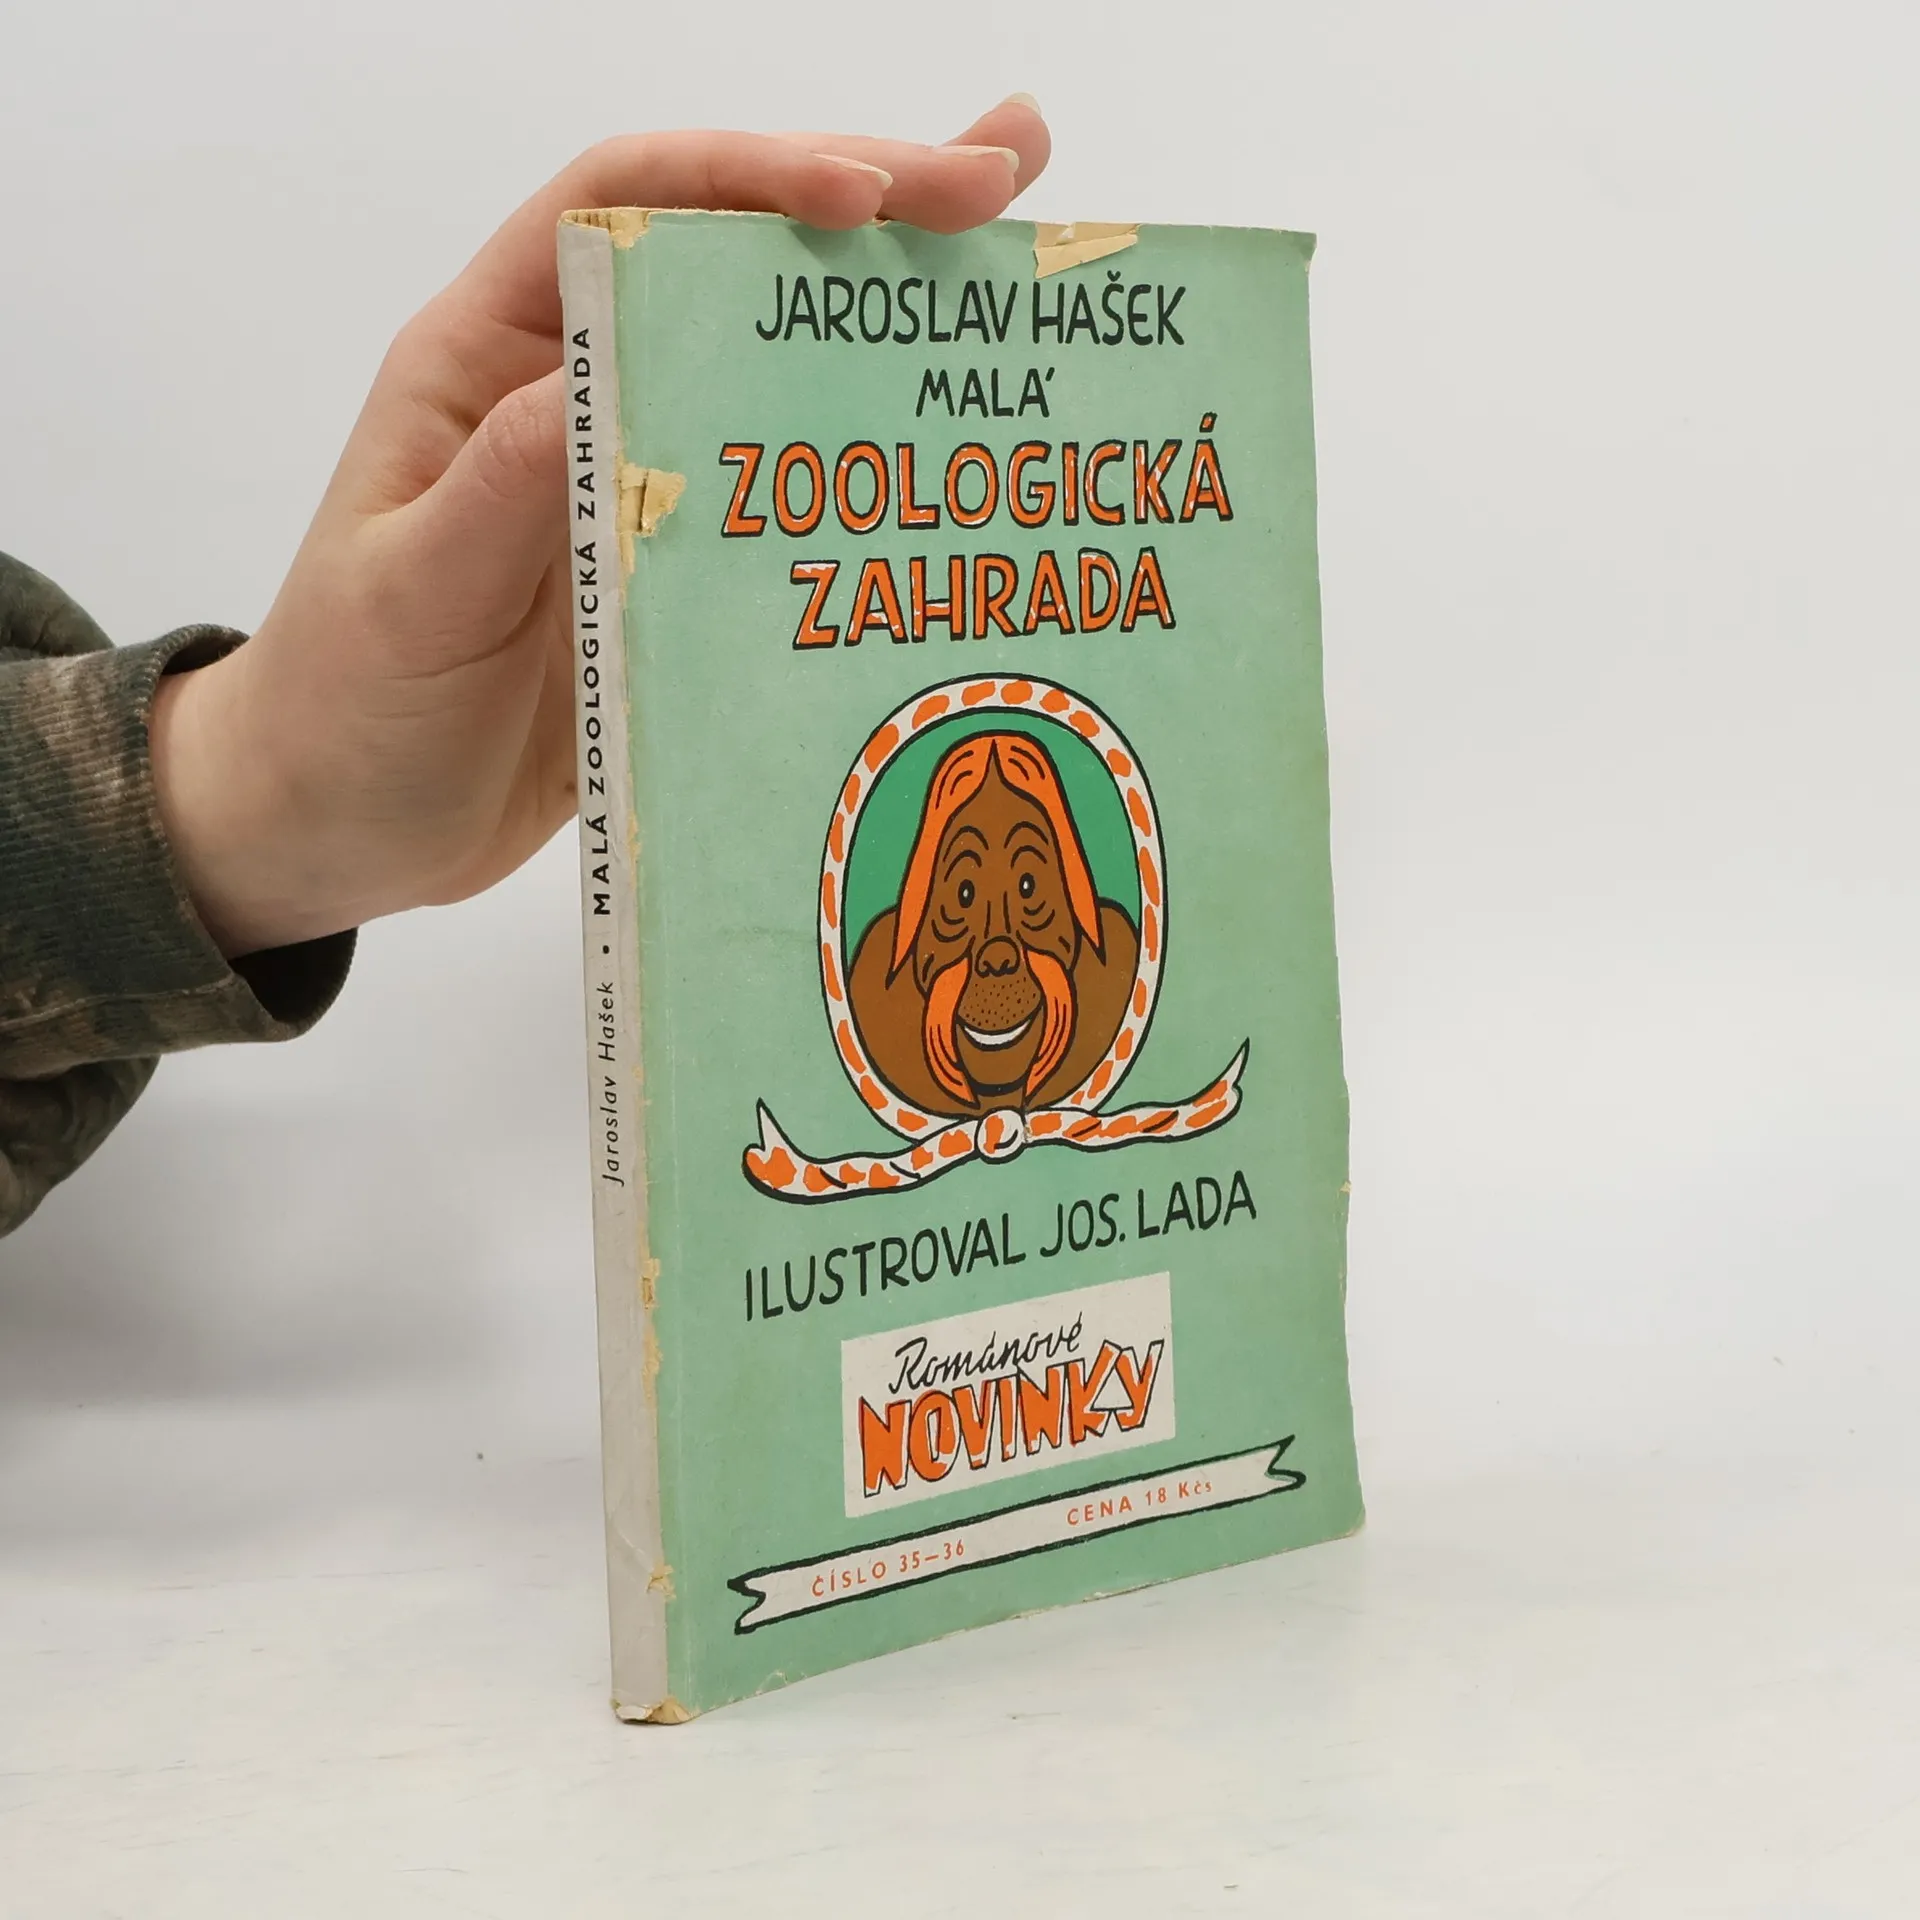 Jaroslav Hašek • MALÁ ZOOLOGICKÁ ZAHRADA
JAROSLAV HAŠEK
MALÁ
ZOOLOGICKÁ
ZAHRADA
ILUSTROVAL JOS. LADA
Románové
NOVINKY
ČÍSLO 35—36 CENA 18 Kčs